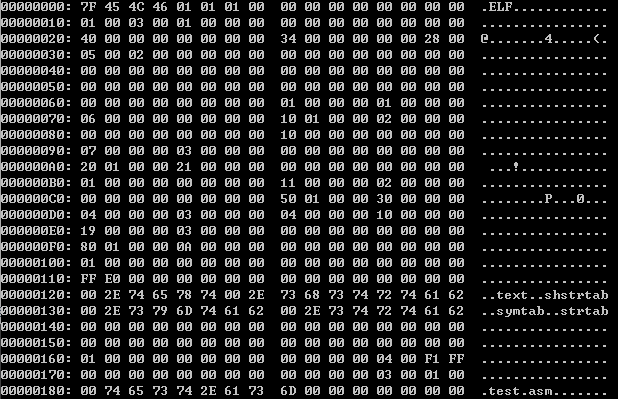 00000000: 7F 45 4C 46 01 01 01 00  00 00 00 00 00 00 00 00  .ELF............
00000010: 01 00 03 00 01 00 00 00  00 00 00 00 00 00 00 00  ................
00000020: 40 00 00 00 00 00 00 00  34 00 00 00 00 00 28 00  @.......4.....(.
00000030: 05 00 02 00 00 00 00 00  00 00 00 00 00 00 00 00  ................
00000040: 00 00 00 00 00 00 00 00  00 00 00 00 00 00 00 00  ................
00000050: 00 00 00 00 00 00 00 00  00 00 00 00 00 00 00 00  ................
00000060: 00 00 00 00 00 00 00 00  01 00 00 00 01 00 00 00  ................
00000070: 06 00 00 00 00 00 00 00  10 01 00 00 02 00 00 00  ................
00000080: 00 00 00 00 00 00 00 00  10 00 00 00 00 00 00 00  ................
00000090: 07 00 00 00 03 00 00 00  00 00 00 00 00 00 00 00  ................
000000A0: 20 01 00 00 21 00 00 00  00 00 00 00 00 00 00 00   ...!...........
000000B0: 01 00 00 00 00 00 00 00  11 00 00 00 02 00 00 00  ................
000000C0: 00 00 00 00 00 00 00 00  50 01 00 00 30 00 00 00  ........P...0...
000000D0: 04 00 00 00 03 00 00 00  04 00 00 00 10 00 00 00  ................
000000E0: 19 00 00 00 03 00 00 00  00 00 00 00 00 00 00 00  ................
000000F0: 80 01 00 00 0A 00 00 00  00 00 00 00 00 00 00 00  ................
00000100: 01 00 00 00 00 00 00 00  00 00 00 00 00 00 00 00  ................
00000110: FF E0 00 00 00 00 00 00  00 00 00 00 00 00 00 00  ................
00000120: 00 2E 74 65 78 74 00 2E  73 68 73 74 72 74 61 62  ..text..shstrtab
00000130: 00 2E 73 79 6D 74 61 62  00 2E 73 74 72 74 61 62  ..symtab..strtab
00000140: 00 00 00 00 00 00 00 00  00 00 00 00 00 00 00 00  ................
00000150: 00 00 00 00 00 00 00 00  00 00 00 00 00 00 00 00  ................
00000160: 01 00 00 00 00 00 00 00  00 00 00 00 04 00 F1 FF  ................
00000170: 00 00 00 00 00 00 00 00  00 00 00 00 03 00 01 00  ................
00000180: 00 74 65 73 74 2E 61 73  6D 00 00 00 00 00 00 00  .test.asm.......